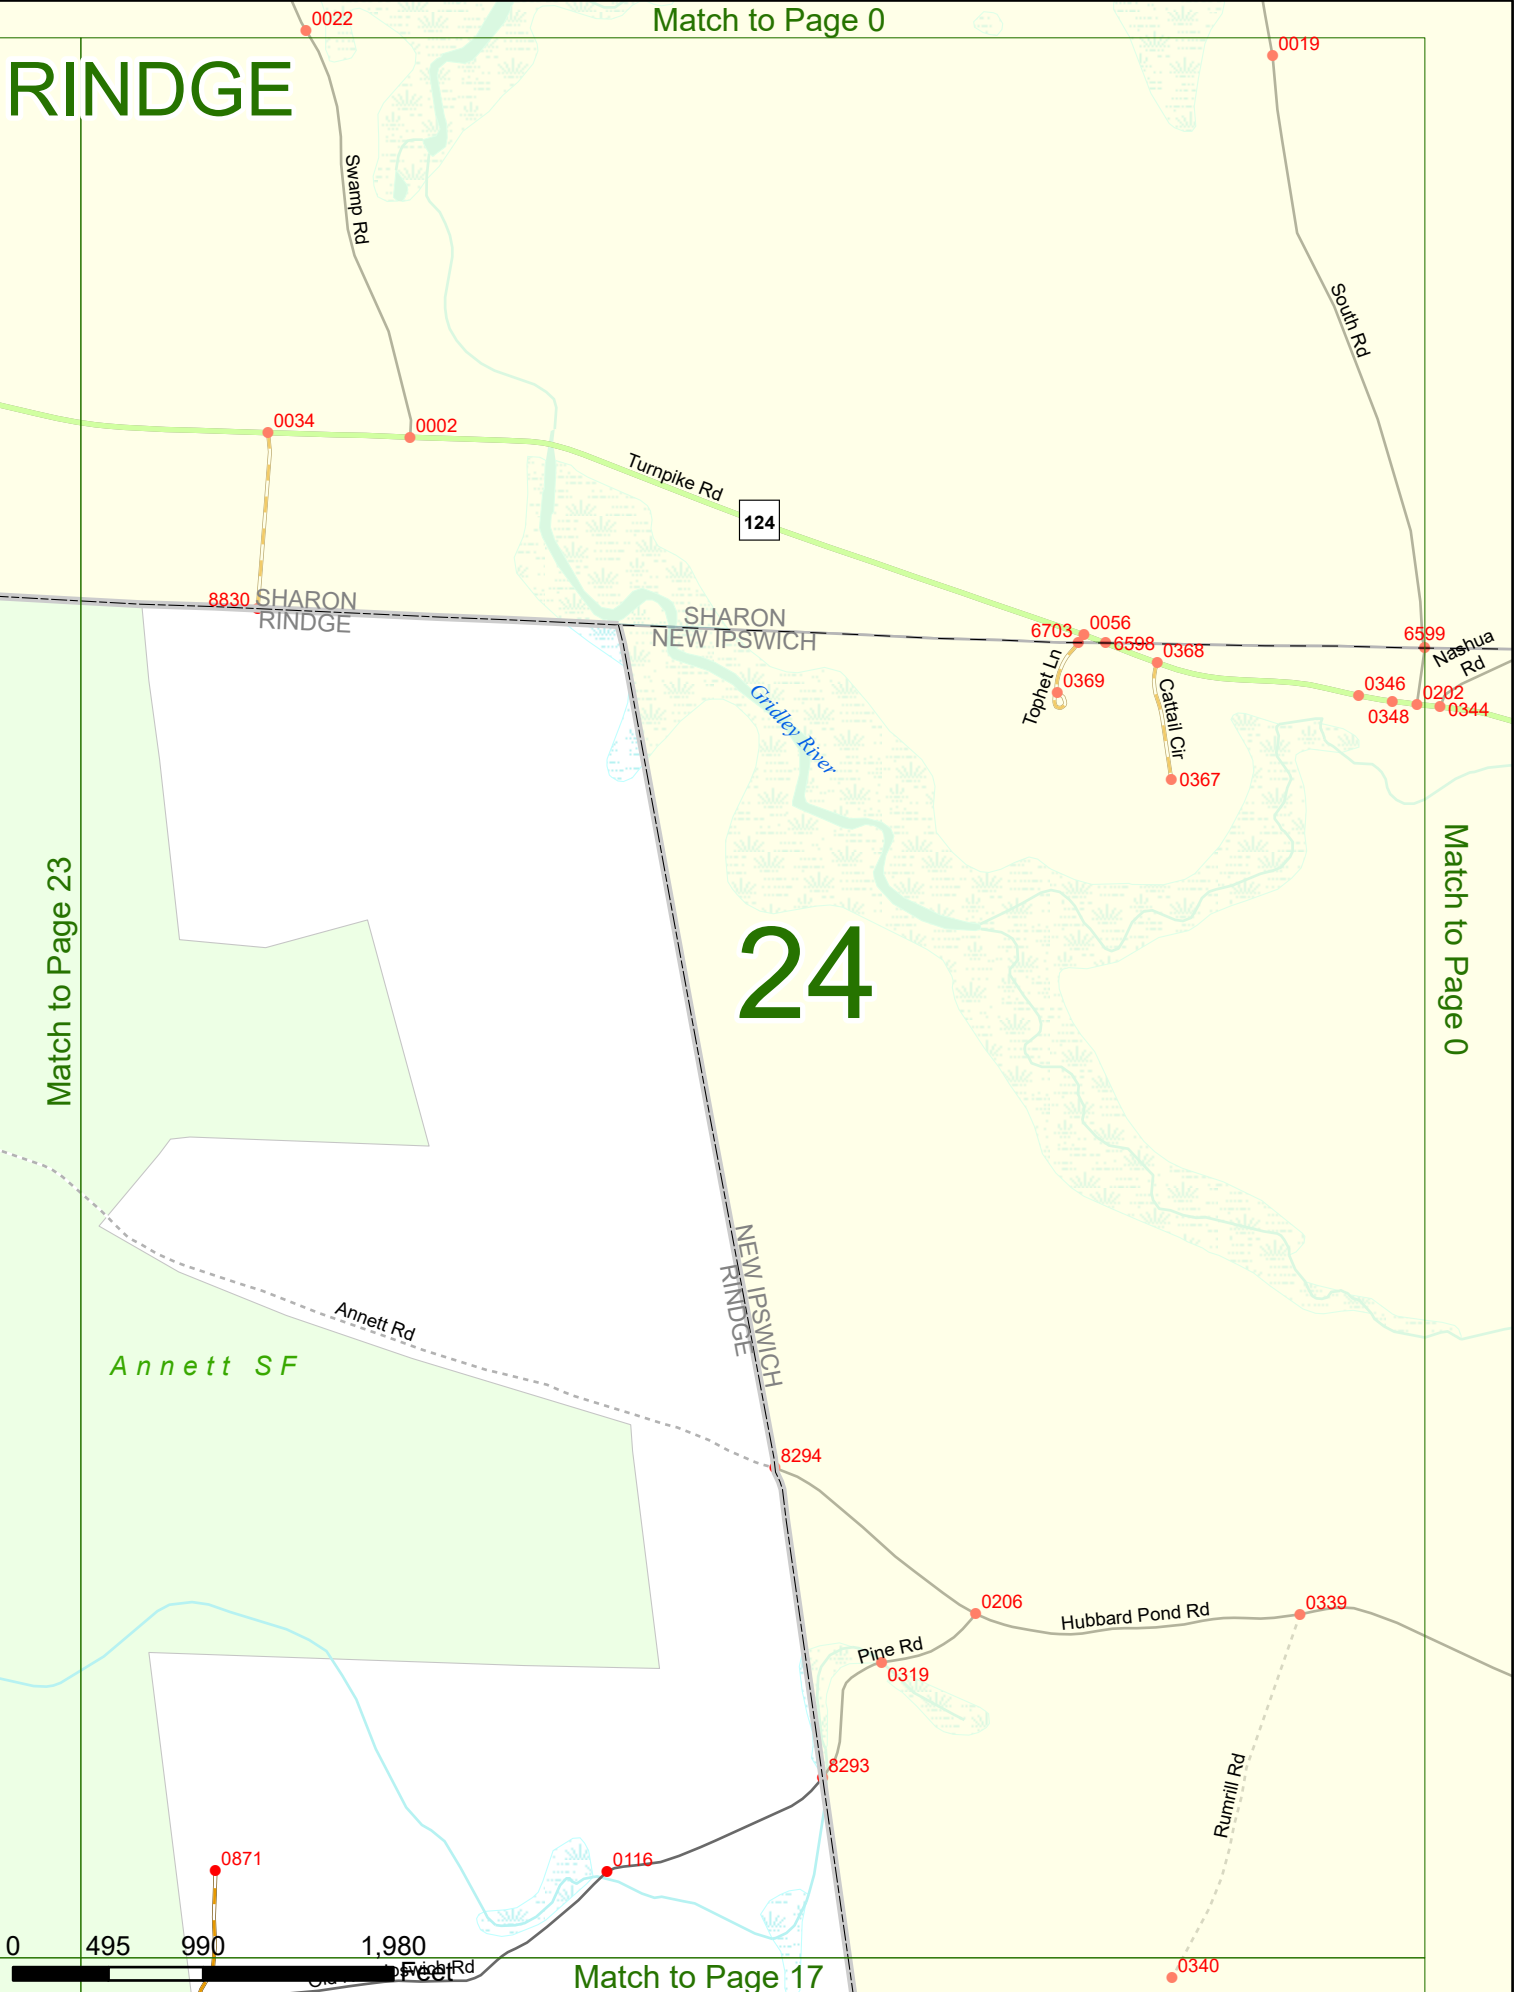 Match to Page 0
0022
0019
RINDGE
Swamp Rd
South Rd
0034
0002
Turnpike Rd
124
8830
SHARON
RINDGE
SHARON
NEW IPSWICH
6703
0056
6598
0368
6599
Nashua
Rd
Tophet Ln
0369
Cattail Cir
0367
0346
0348
0202
0344
Gridley River
Match to Page 23
24
Match to Page 0
NEW IPSWICH
RINDGE
Annett Rd
Annett SF
8294
0206
Hubbard Pond Rd
0339
Pine Rd
0319
8293
Rumrill Rd
0871
0116
0340
0 495 990 1,980
Feet
Rd
Match to Page 17